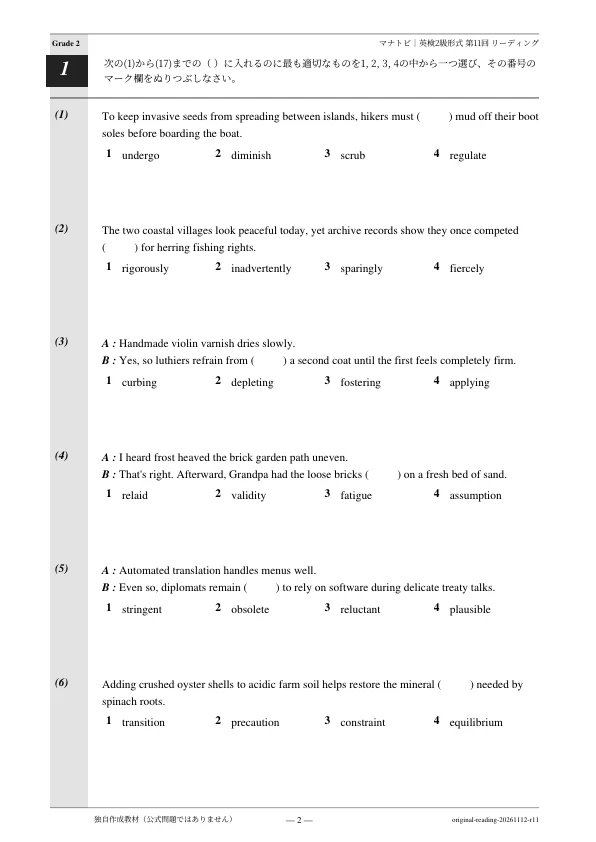 Grade 2
マナトビ｜英検2級形式 第11回 リーディング
1
次の(1)から(17)までの（ ）に入れるのに最も適切なものを1, 2, 3, 4の中から一つ選び、その番号の
マーク欄をぬりつぶしなさい。
(1)
To keep invasive seeds from spreading between islands, hikers must ( ) mud off their boot
soles before boarding the boat.
1 undergo 2 diminish 3 scrub 4 regulate
(2)
The two coastal villages look peaceful today, yet archive records show they once competed
( ) for herring fishing rights.
1 rigorously 2 inadvertently 3 sparingly 4 fiercely
(3)
A : Handmade violin varnish dries slowly.
B : Yes, so luthiers refrain from ( ) a second coat until the first feels completely firm.
1 curbing 2 depleting 3 fostering 4 applying
(4)
A : I heard frost heaved the brick garden path uneven.
B : That's right. Afterward, Grandpa had the loose bricks ( ) on a fresh bed of sand.
1 relaid 2 validity 3 fatigue 4 assumption
(5)
A : Automated translation handles menus well.
B : Even so, diplomats remain ( ) to rely on software during delicate treaty talks.
1 stringent 2 obsolete 3 reluctant 4 plausible
(6)
Adding crushed oyster shells to acidic farm soil helps restore the mineral ( ) needed by
spinach roots.
1 transition 2 precaution 3 constraint 4 equilibrium
独自作成教材（公式問題ではありません）
— 2 —
original-reading-20261112-r11